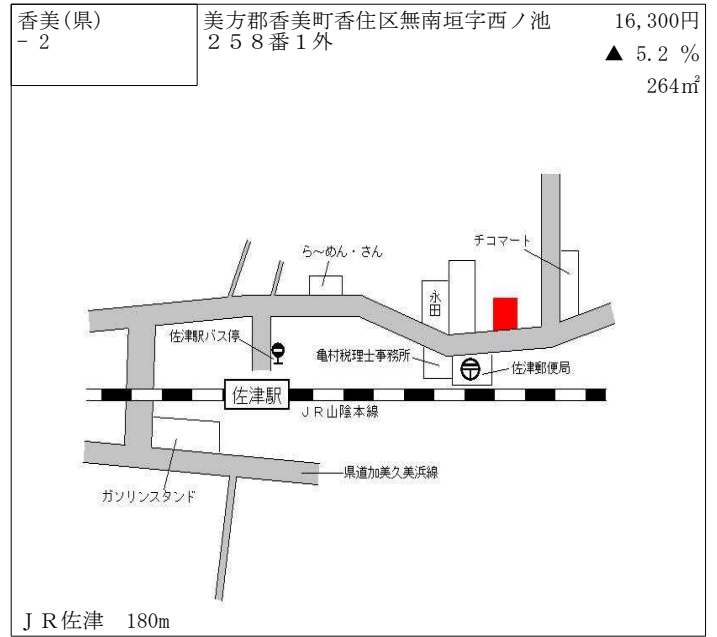 香美(県)
- 2
美方郡香美町香住区無南垣字西ノ池
２５８番１外
16,300円
▲ 5.2 %
264㎡
チコマート
ら～めん・さん
永田
佐津駅バス停
亀村税理士事務所
佐津郵便局
佐津駅
ＪＲ山陰本線
県道加美久美浜線
ガソリンスタンド
ＪＲ佐津 180m